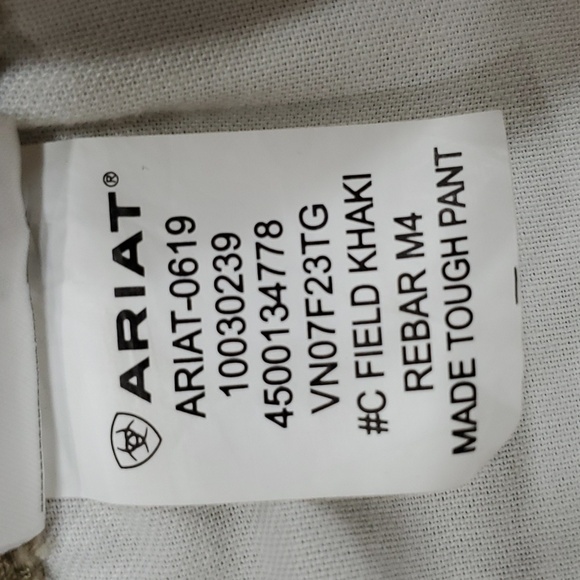 ARIAT®
ARIAT-0619
10030239
4500134778
VN07F23TG
#C FIELD KHAKI
REBAR M4
MADE TOUGH PANT